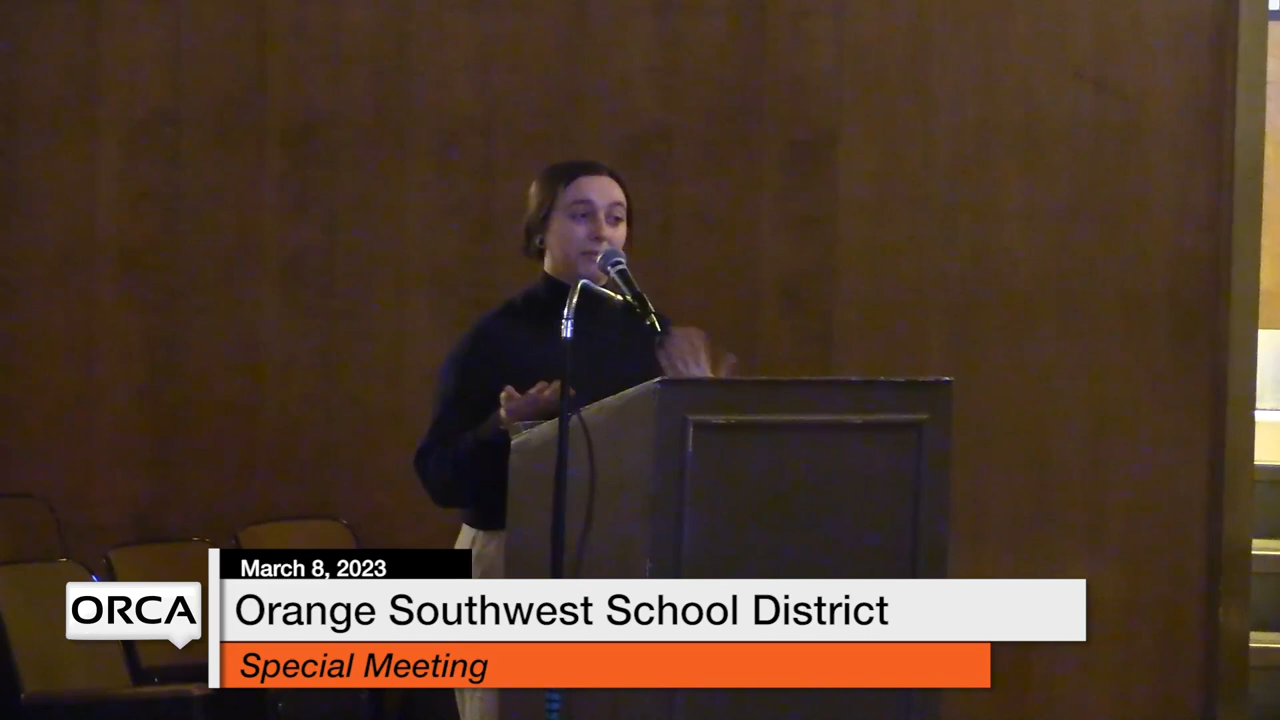 March 8, 2023
ORCA
Orange Southwest School District
Special Meeting